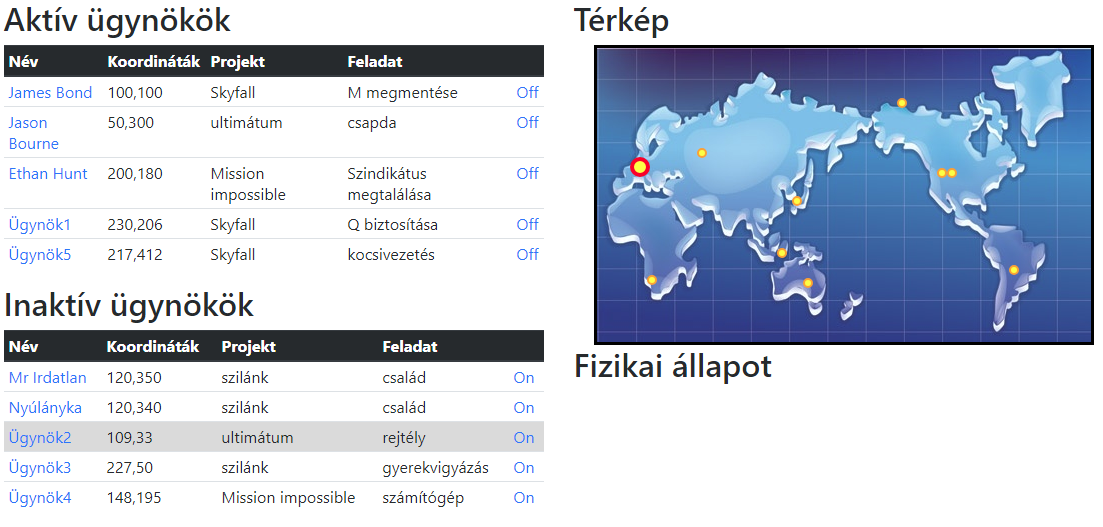 Aktív ügynökök
Név Koordináták Projekt Feladat
James Bond 100,100 Skyfall M megmentése Off
Jason 50,300 ultimátum csapda Off
Bourne
Ethan Hunt 200,180 Mission Szindikátus Off
impossible megtalálása
Ügynök1 230,206 Skyfall Q biztosítása Off
Ügynök5 217,412 Skyfall kocsivezetés Off
Inaktív ügynökök
Név Koordináták Projekt Feladat
Mr Irdatlan 120,350 szilánk család On
Nyúlányka 120,340 szilánk család On
Ügynök2 109,33 ultimátum rejtély On
Ügynök3 227,50 szilánk gyerekvigyázás On
Ügynök4 148,195 Mission impossible számítógép On
Térkép
Fizikai állapot